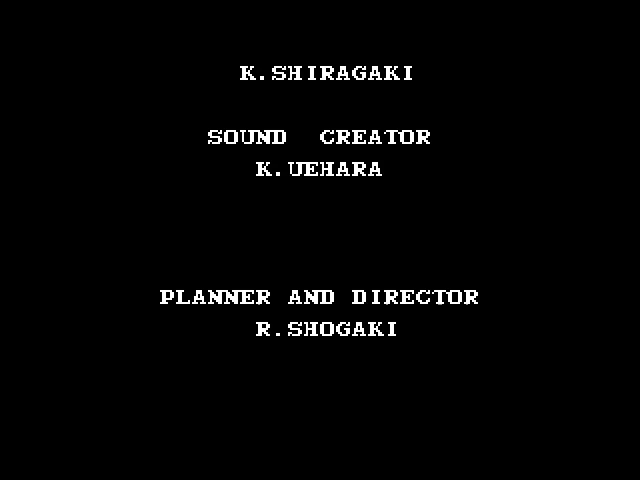 K.SHIRAGAKI
SOUND CREATOR
K.UEHARA
PLANNER AND DIRECTOR
R.SHOGAKI